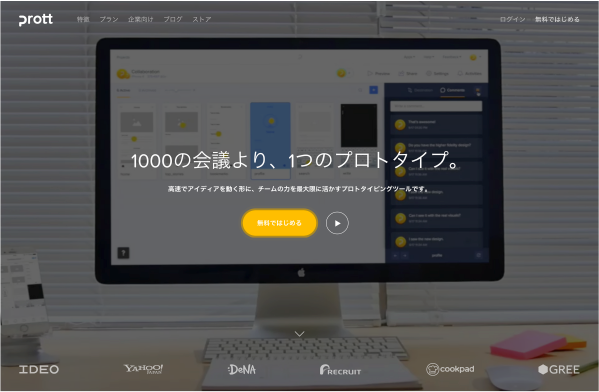 prott
特徴 プラン 企業向け ブログ ストア
ログイン 無料ではじめる
1000の会議より、1つのプロトタイプ。
高速でアイディアを動く形に、チームの力を最大限に活かすプロトタイピングツールです。
無料ではじめる
IDEO
YAHOO!
JAPAN
:DeNA
RECRUIT
cookpad
GREE